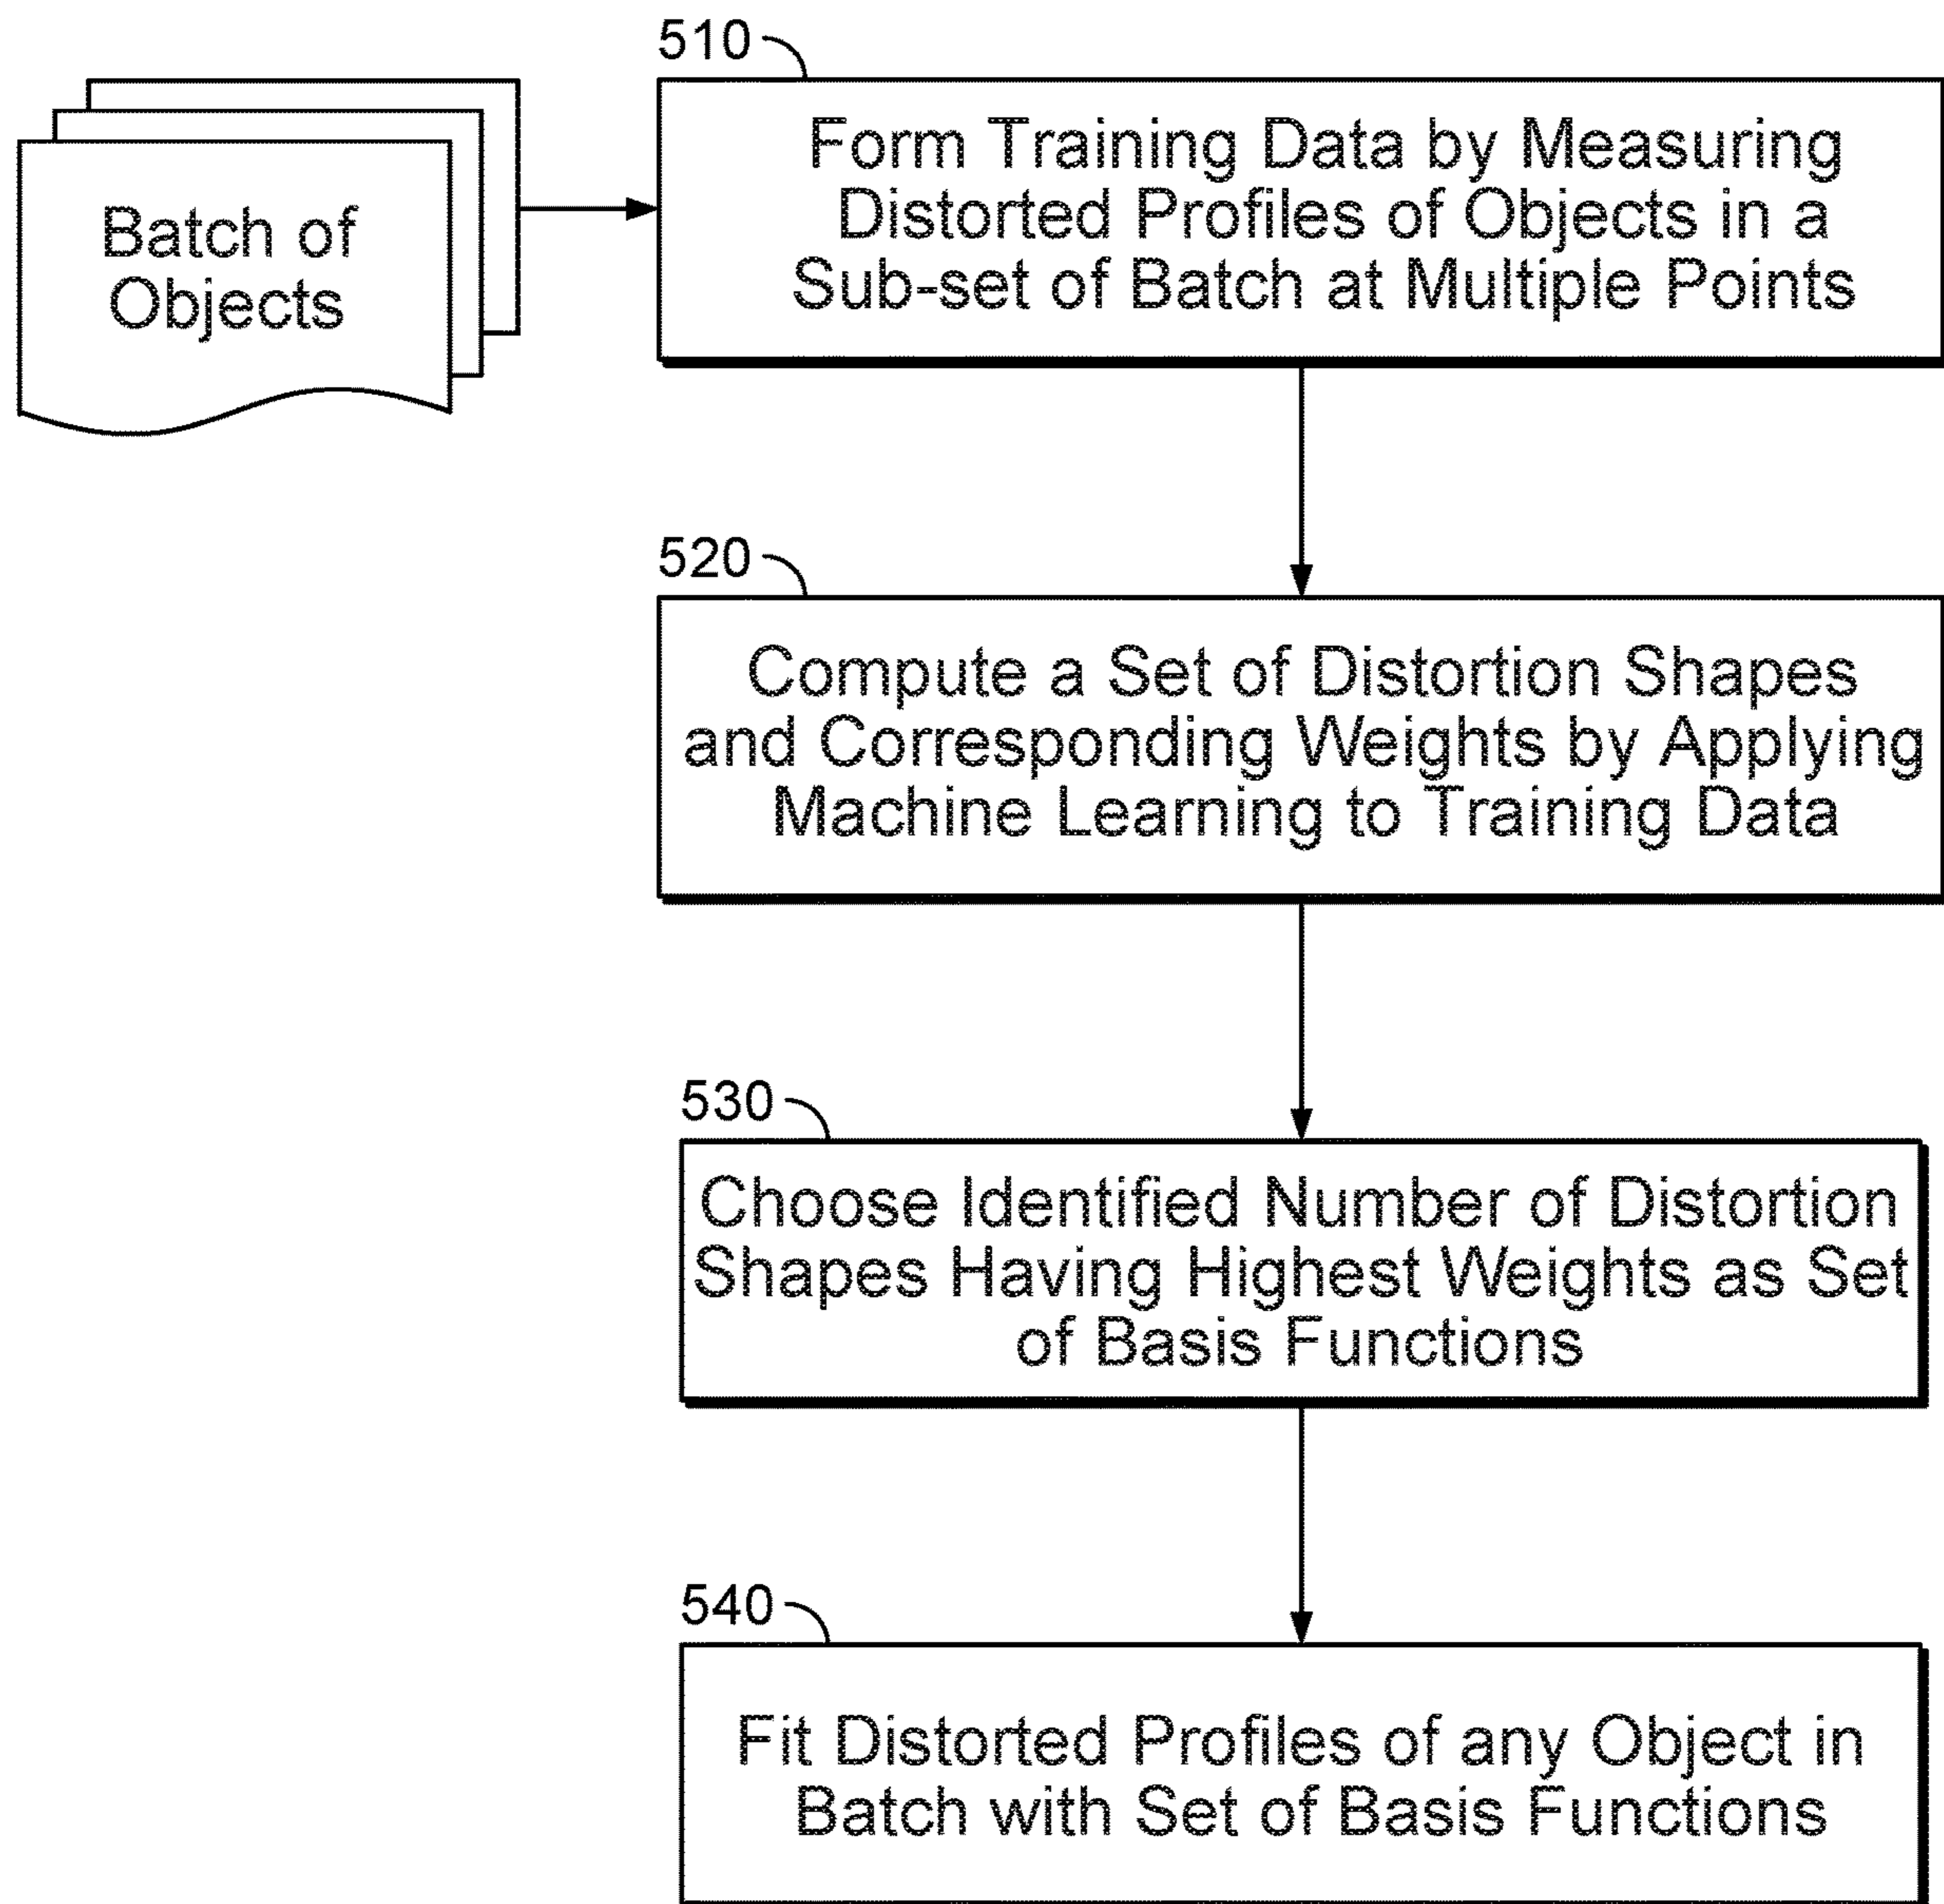 510
Batch of
Objects
Form Training Data by Measuring
Distorted Profiles of Objects in a
Sub-set of Batch at Multiple Points
520
Compute a Set of Distortion Shapes
and Corresponding Weights by Applying
Machine Learning to Training Data
530
Choose Identified Number of Distortion
Shapes Having Highest Weights as Set
of Basis Functions
540
Fit Distorted Profiles of any Object in
Batch with Set of Basis Functions